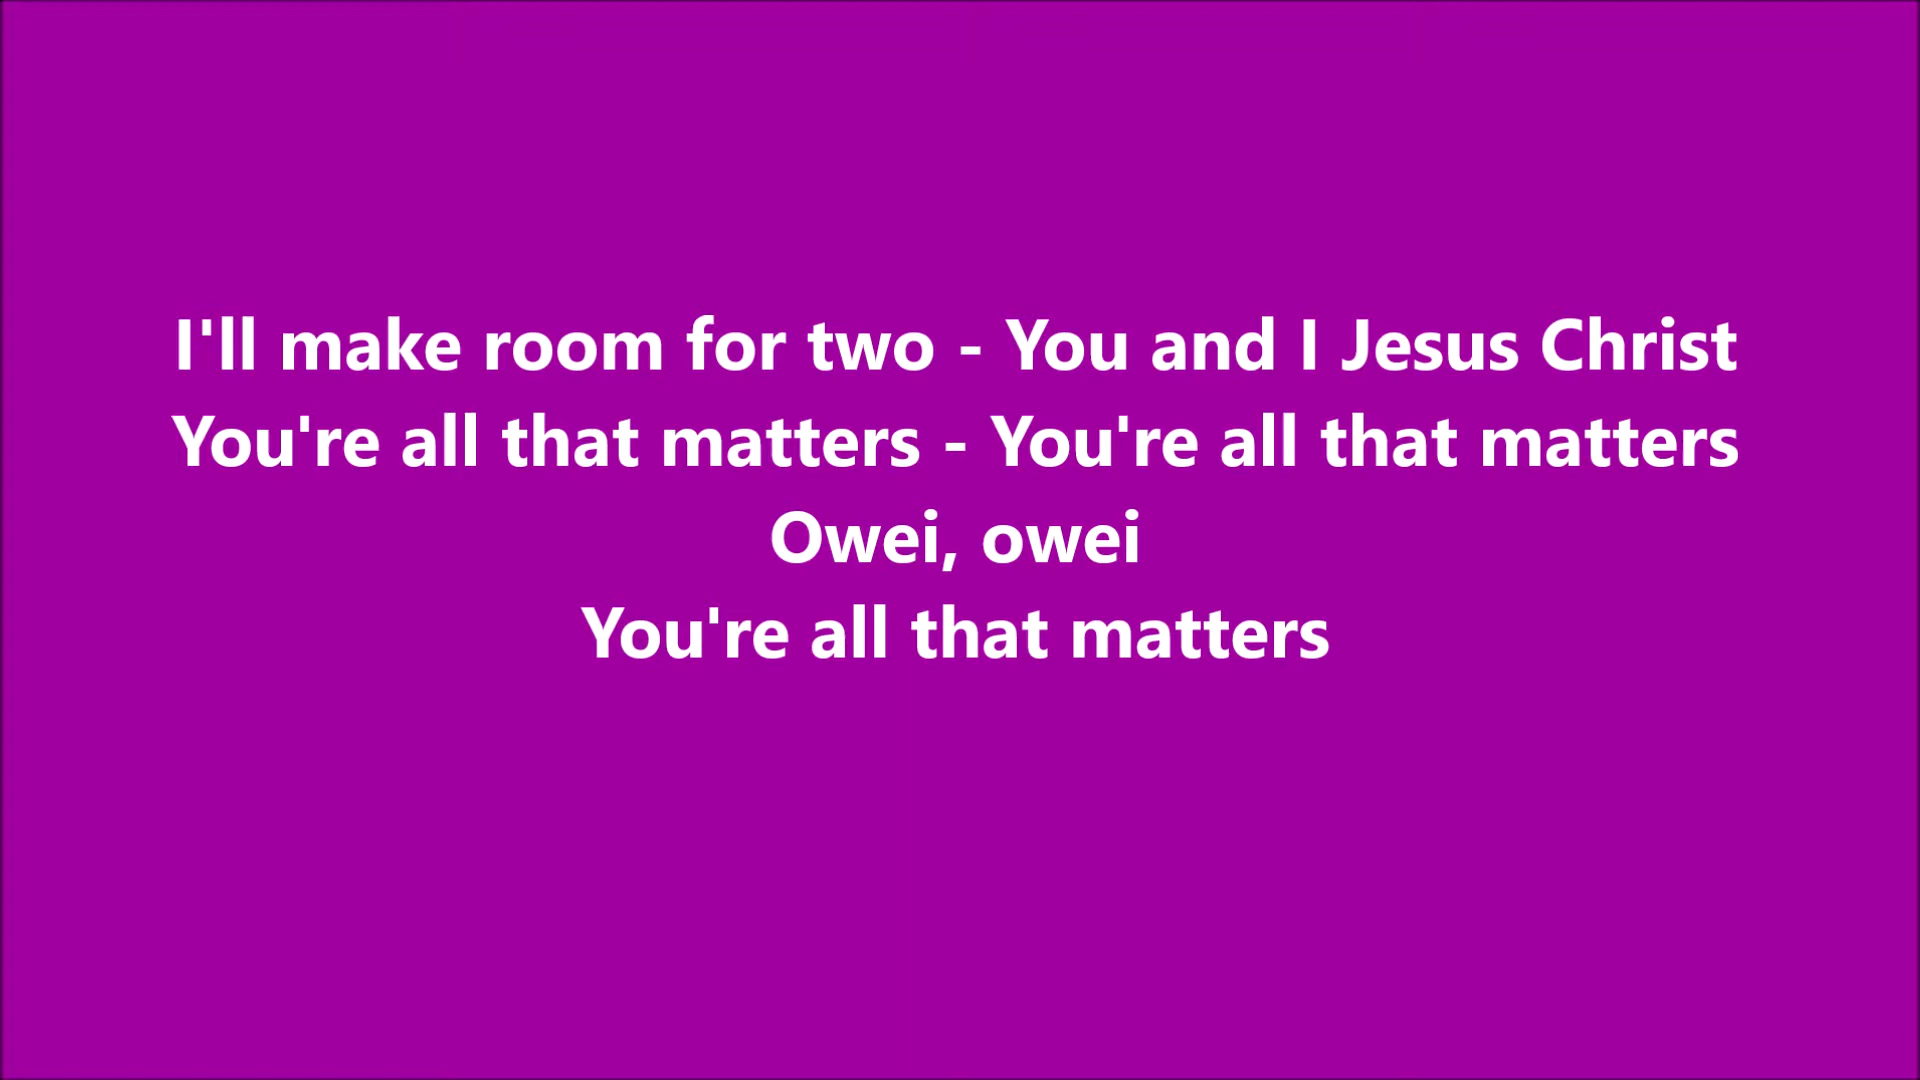 I'll make room for two - You and I Jesus Christ
You're all that matters - You're all that matters
Owei, owei
You're all that matters